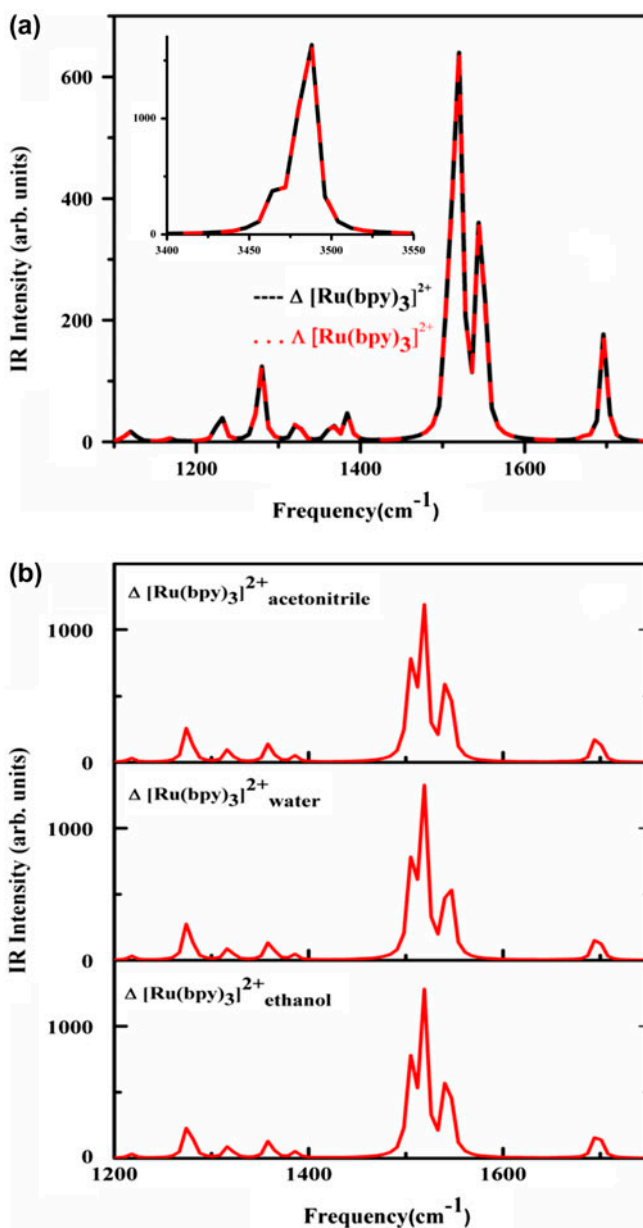 (a)
600
400
200
0
IR Intensity (arb. units)
1000
0
3400 3450 3500 3550
Δ [Ru(bpy)3]2+
Λ [Ru(bpy)3]2+
1200 1400 1600
Frequency(cm-1)
(b)
Δ [Ru(bpy)3]2+ acetonitrile
1000
0
Δ [Ru(bpy)3]2+ water
1000
0
Δ [Ru(bpy)3]2+ ethanol
1000
0
IR Intensity (arb. units)
1200 1400 1600
Frequency(cm-1)